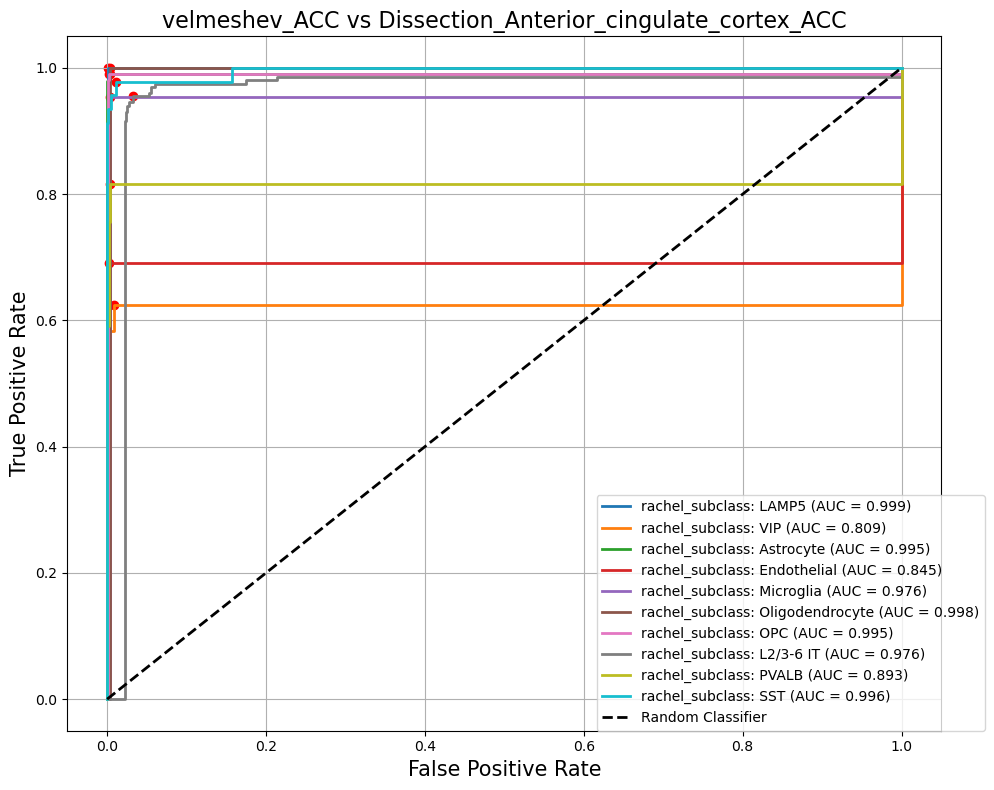 velmeshev_ACC vs Dissection_Anterior_cingulate_cortex_ACC
True Positive Rate
1.0
0.8
0.6
0.4
0.2
0.0
rachel_subclass: LAMP5 (AUC = 0.999)
rachel_subclass: VIP (AUC = 0.809)
rachel_subclass: Astrocyte (AUC = 0.995)
rachel_subclass: Endothelial (AUC = 0.845)
rachel_subclass: Microglia (AUC = 0.976)
rachel_subclass: Oligodendrocyte (AUC = 0.998)
rachel_subclass: OPC (AUC = 0.995)
rachel_subclass: L2/3-6 IT (AUC = 0.976)
rachel_subclass: PVALB (AUC = 0.893)
rachel_subclass: SST (AUC = 0.996)
Random Classifier
0.0 0.2 0.4 0.6 0.8 1.0
False Positive Rate